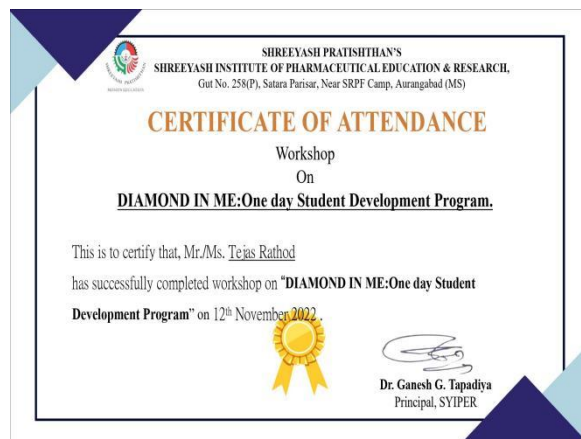 SHREEYASH PRATISHTHAN'S
SHREEYASH INSTITUTE OF PHARMACEUTICAL EDUCATION & RESEARCH,
Gut No. 258(P), Satara Parisar, Near SRPF Camp, Aurangabad (MS)
CERTIFICATE OF ATTENDANCE
Workshop
On
DIAMOND IN ME:One day Student Development Program.
This is to certify that, Mr./Ms. Tejas Rathod
has successfully completed workshop on "DIAMOND IN ME:One day Student
Development Program" on 12th November 2022 .
Dr. Ganesh G. Tapadiya
Principal, SYIPER